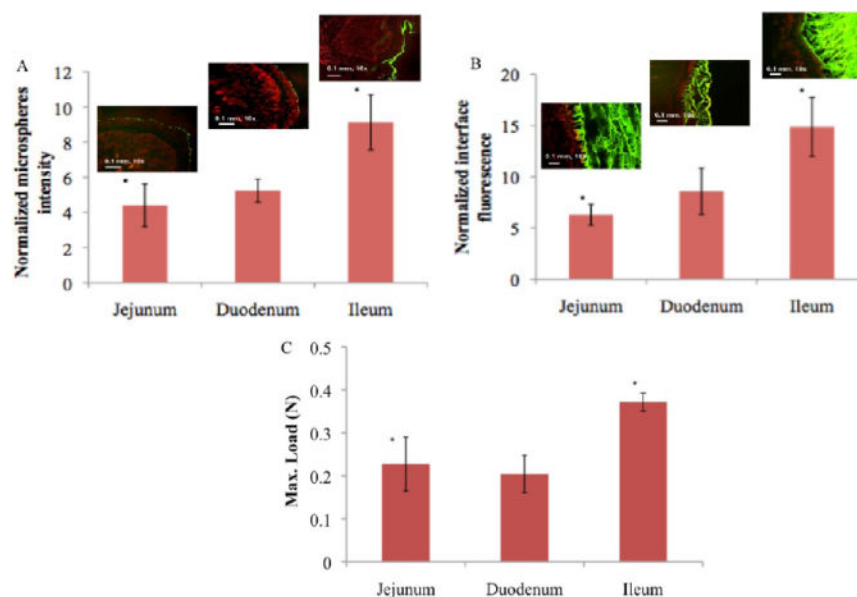 A
Normalized microspheres
intensity
12
10
8
6
4
2
0
0.1 mm, 10x
*
0.1 mm, 10x
0.1 mm, 10x
*
Jejunum Duodenum Ileum
B
Normalized interface
fluorescence
20
15
10
5
0
0.1 mm, 10x
*
0.1 mm, 10x
0.1 mm, 10x
*
Jejunum Duodenum Ileum
C
Max. Load (N)
0.5
0.4
0.3
0.2
0.1
0
*
*
Jejunum Duodenum Ileum